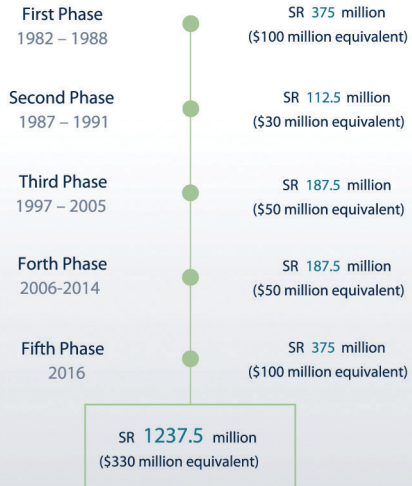 First Phase
1982 – 1988
SR 375 million
($100 million equivalent)
Second Phase
1987 – 1991
SR 112.5 million
($30 million equivalent)
Third Phase
1997 – 2005
SR 187.5 million
($50 million equivalent)
Forth Phase
2006-2014
SR 187.5 million
($50 million equivalent)
Fifth Phase
2016
SR 375 million
($100 million equivalent)
SR 1237.5 million
($330 million equivalent)